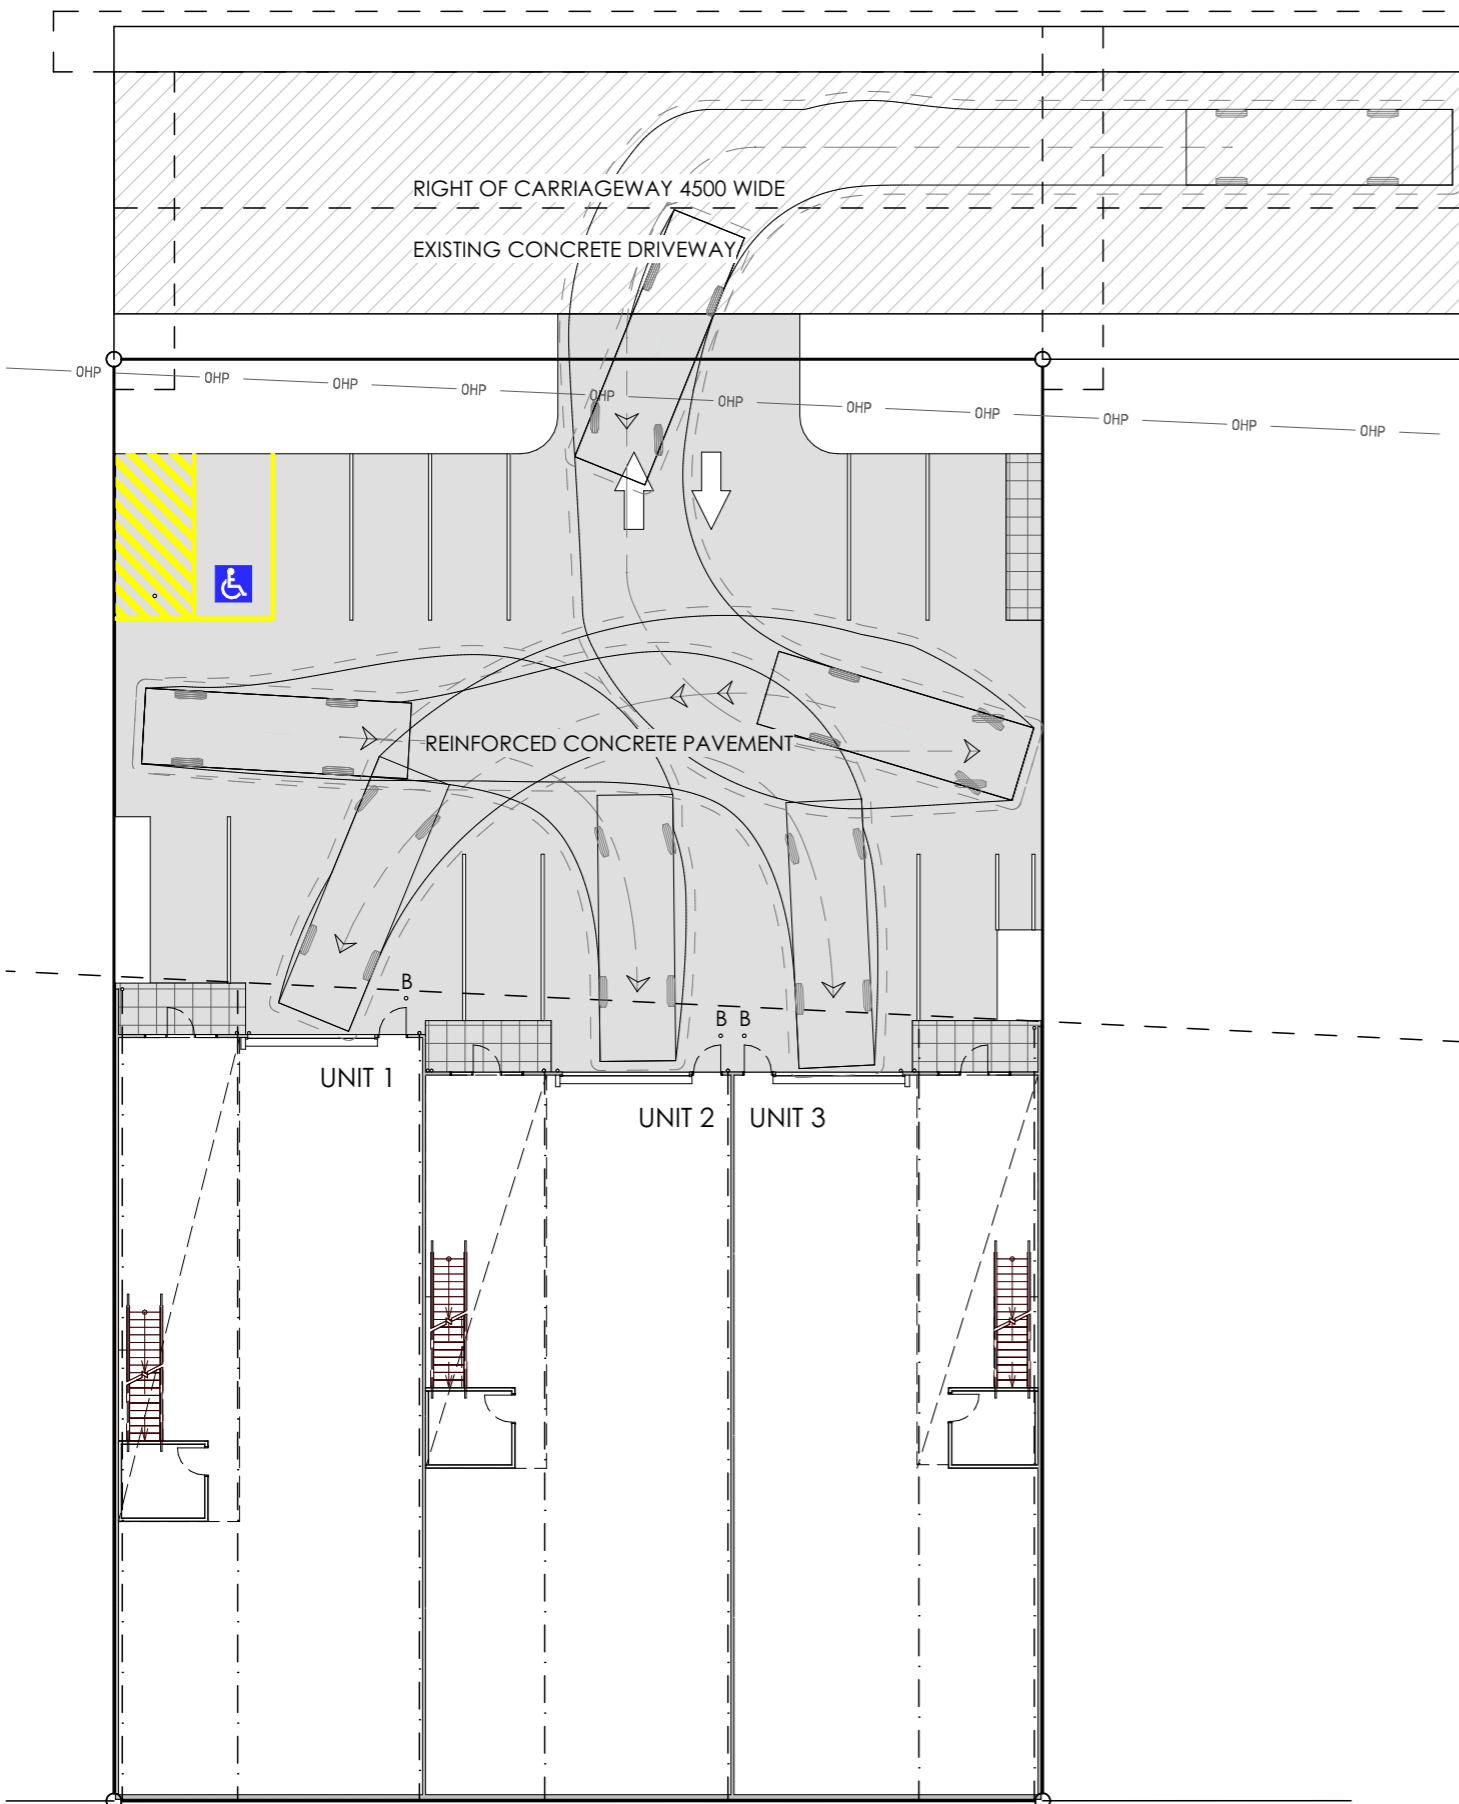 RIGHT OF CARRIAGEWAY 4500 WIDE
EXISTING CONCRETE DRIVEWAY
OHP OHP OHP OHP OHP OHP OHP OHP OHP OHP OHP
REINFORCED CONCRETE PAVEMENT
B
B B
UNIT 1
UNIT 2 UNIT 3